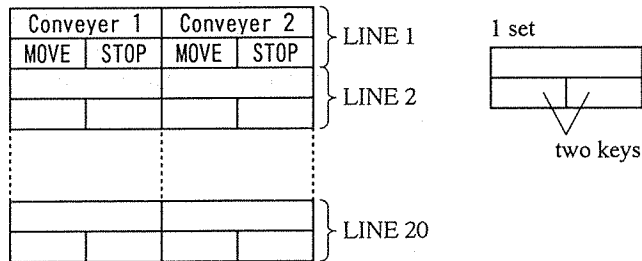 Conveyer 1 Conveyer 2
MOVE STOP MOVE STOP
LINE 1
LINE 2
LINE 20
1 set
two keys